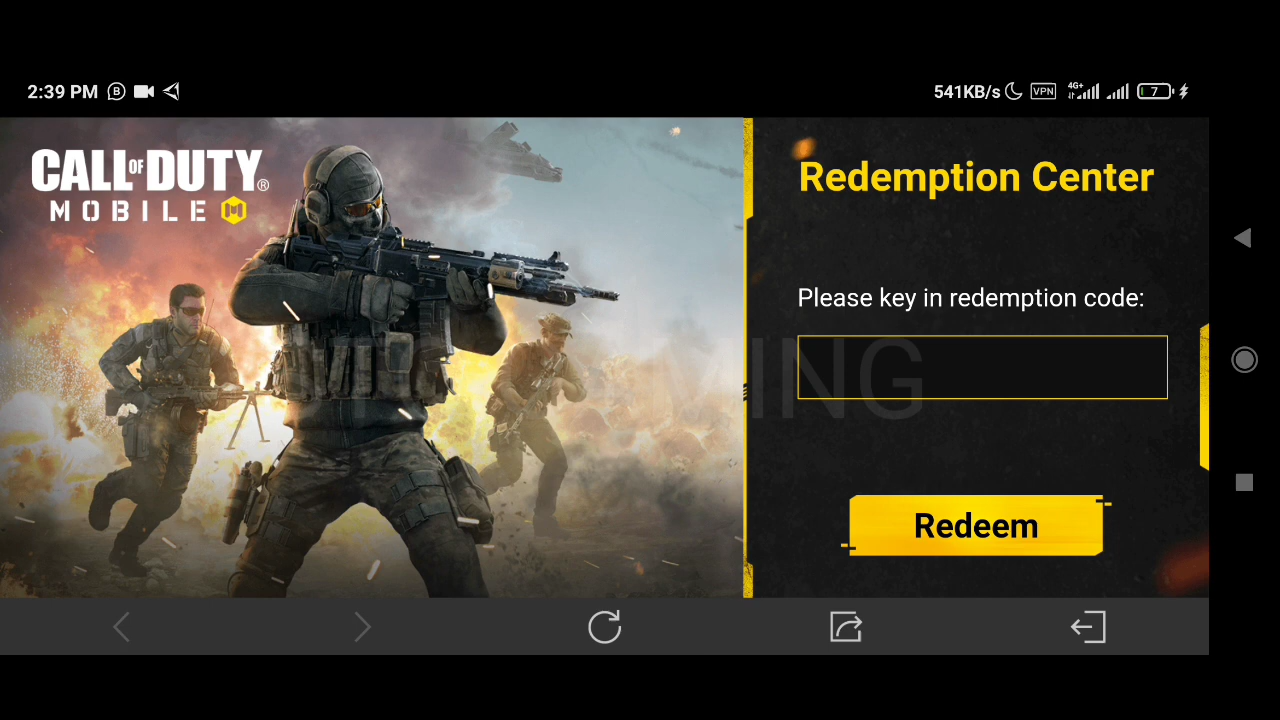 2:39 PM
541KB/s VPN 4G+ 7
CALL OF DUTY®
MOBILE
Redemption Center
Please key in redemption code:
Redeem